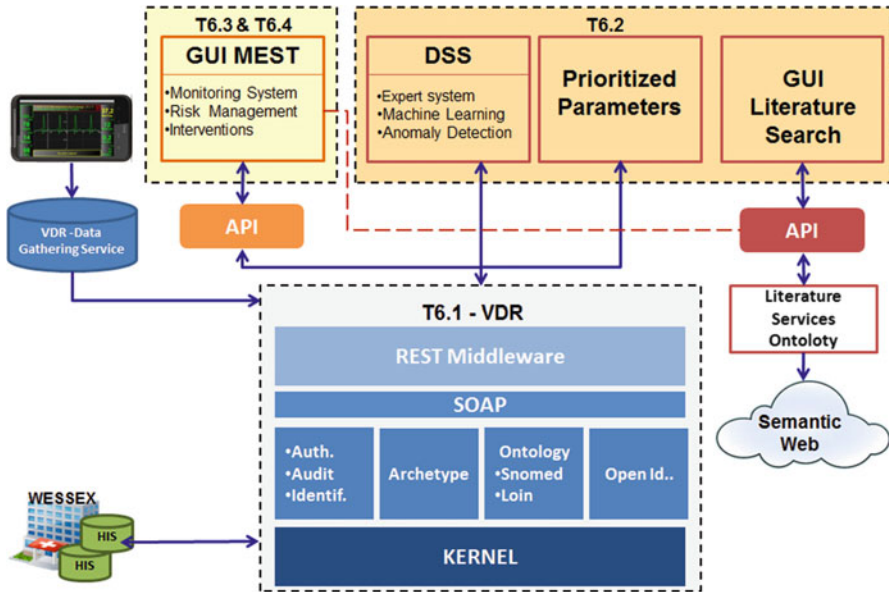 T6.3 & T6.4
GUI MEST
•Monitoring System
•Risk Management
•Interventions
T6.2
DSS
•Expert system
•Machine Learning
•Anomaly Detection
Prioritized
Parameters
GUI
Literature
Search
VDR -Data
Gathering Service
API
API
T6.1 - VDR
REST Middleware
SOAP
•Auth.
•Audit
•Identif.
Archetype
Ontology
•Snomed
•Loin
Open Id..
KERNEL
Literature
Services
Ontoloty
Semantic
Web
WESSEX
HIS
HIS